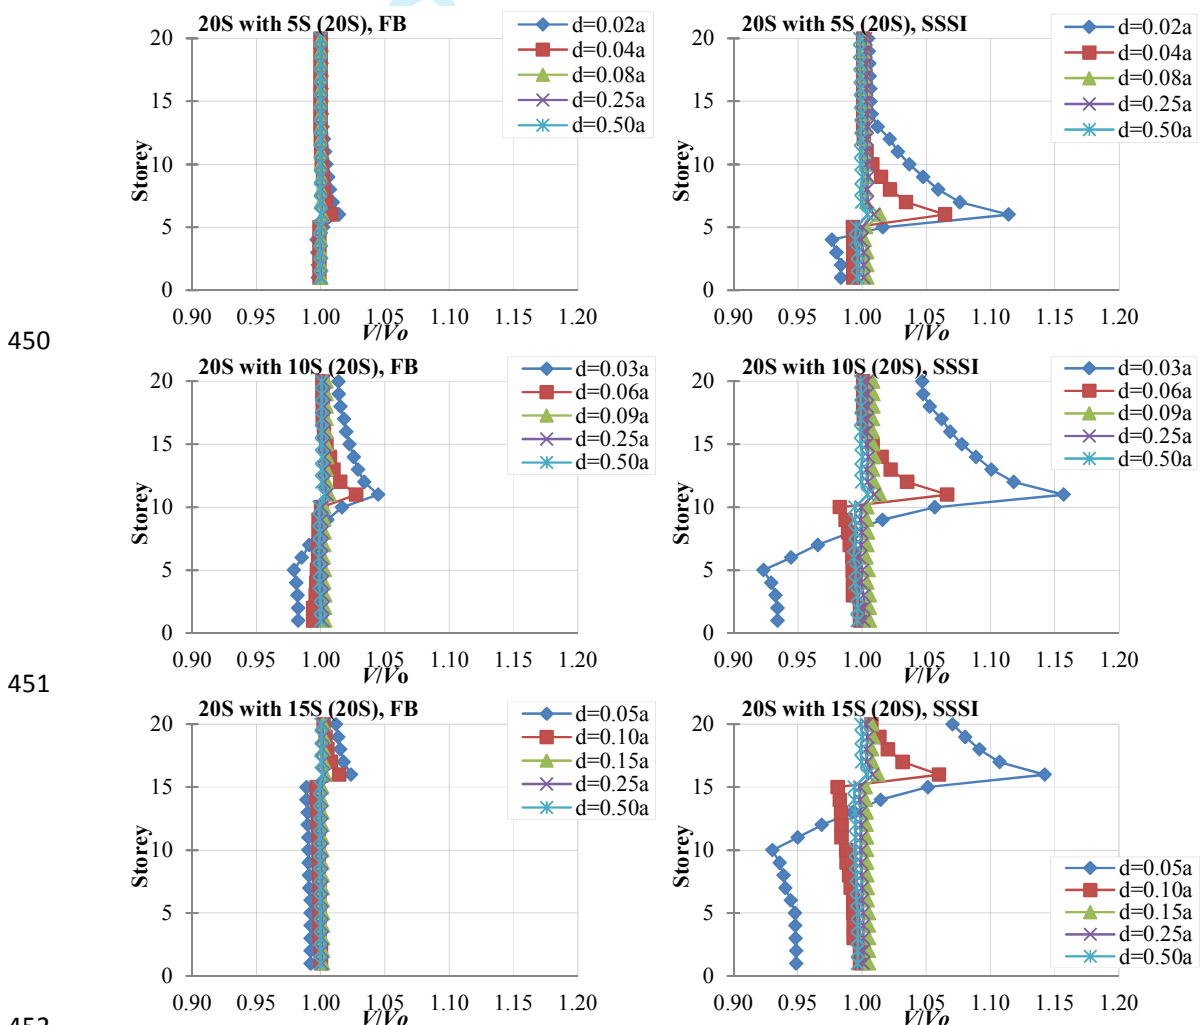 20S with 5S (20S), FB
d=0.02a
d=0.04a
d=0.08a
d=0.25a
d=0.50a
Storey
20
15
10
5
0
0.90 0.95 1.00 1.05 1.10 1.15 1.20
V/Vo
20S with 5S (20S), SSSI
d=0.02a
d=0.04a
d=0.08a
d=0.25a
d=0.50a
Storey
20
15
10
5
0
0.90 0.95 1.00 1.05 1.10 1.15 1.20
V/Vo
450
20S with 10S (20S), FB
d=0.03a
d=0.06a
d=0.09a
d=0.25a
d=0.50a
Storey
20
15
10
5
0
0.90 0.95 1.00 1.05 1.10 1.15 1.20
V/Vo
20S with 10S (20S), SSSI
d=0.03a
d=0.06a
d=0.09a
d=0.25a
d=0.50a
Storey
20
15
10
5
0
0.90 0.95 1.00 1.05 1.10 1.15 1.20
V/Vo
451
20S with 15S (20S), FB
d=0.05a
d=0.10a
d=0.15a
d=0.25a
d=0.50a
Storey
20
15
10
5
0
0.90 0.95 1.00 1.05 1.10 1.15 1.20
V/Vo
20S with 15S (20S), SSSI
d=0.05a
d=0.10a
d=0.15a
d=0.25a
d=0.50a
Storey
20
15
10
5
0
0.90 0.95 1.00 1.05 1.10 1.15 1.20
V/Vo